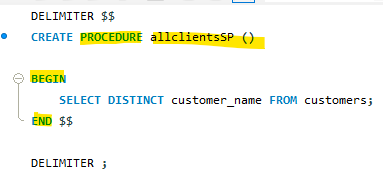 DELIMITER $$
CREATE PROCEDURE allclientsSP ()
BEGIN
SELECT DISTINCT customer_name FROM customers;
END $$
DELIMITER ;